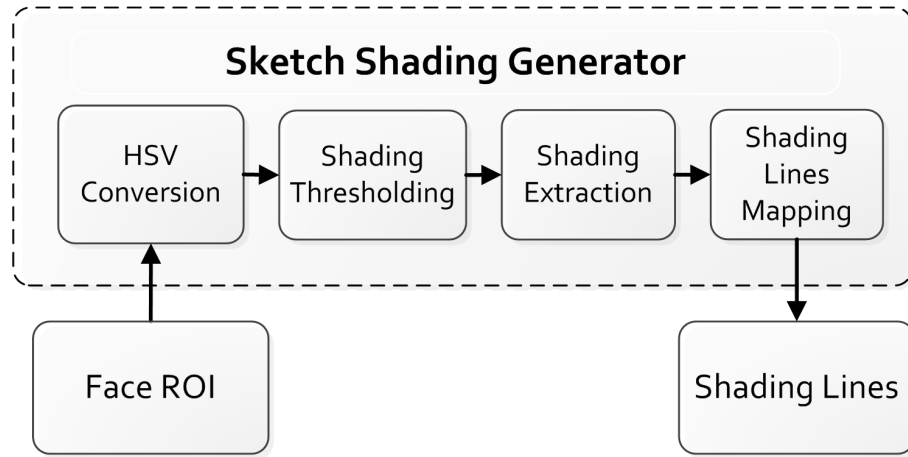 Sketch Shading Generator
HSV
Conversion
Shading
Thresholding
Shading
Extraction
Shading
Lines
Mapping
Face ROI
Shading Lines